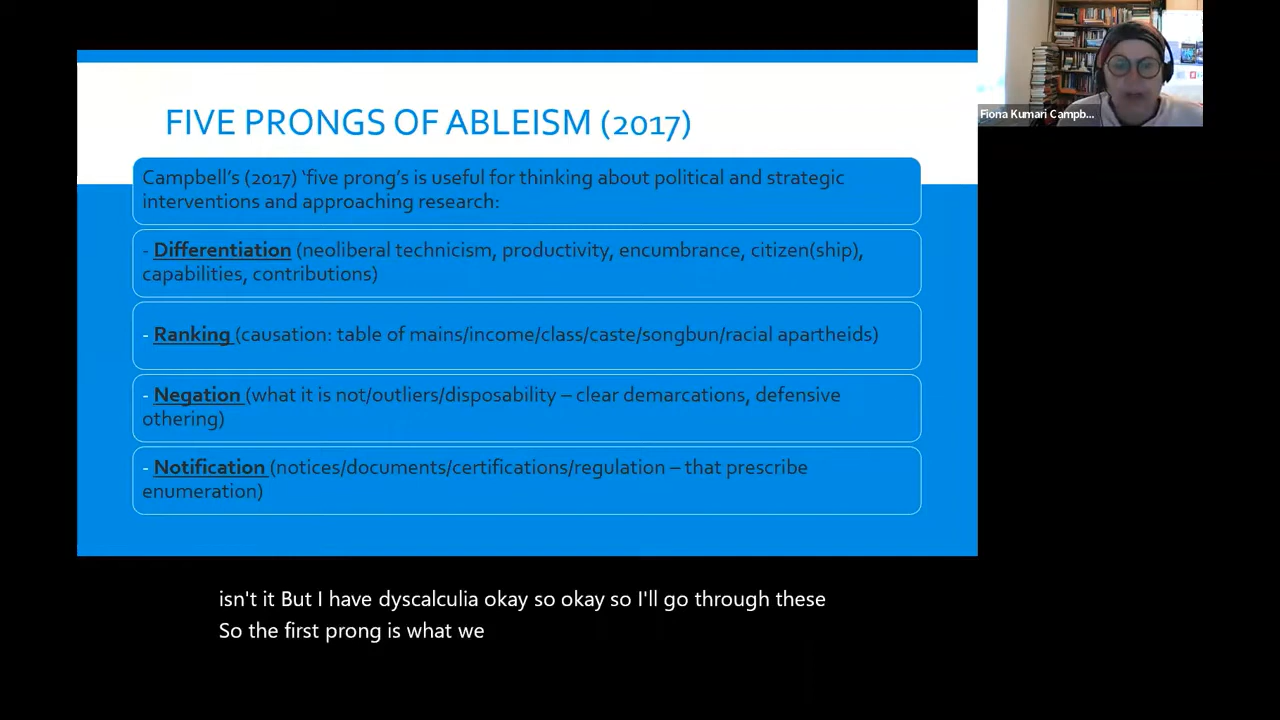 FIVE PRONGS OF ABLEISM (2017)
Campbell's (2017) 'five prong's is useful for thinking about political and strategic
interventions and approaching research:
- Differentiation (neoliberal technicism, productivity, encumbrance, citizen(ship),
capabilities, contributions)
- Ranking (causation: table of mains/income/class/caste/songbun/racial apartheids)
- Negation (what it is not/outliers/disposability – clear demarcations, defensive
othering)
- Notification (notices/documents/certifications/regulation – that prescribe
enumeration)
Fiona Kumari Campb...
isn't it But I have dyscalculia okay so okay so I'll go through these
So the first prong is what we